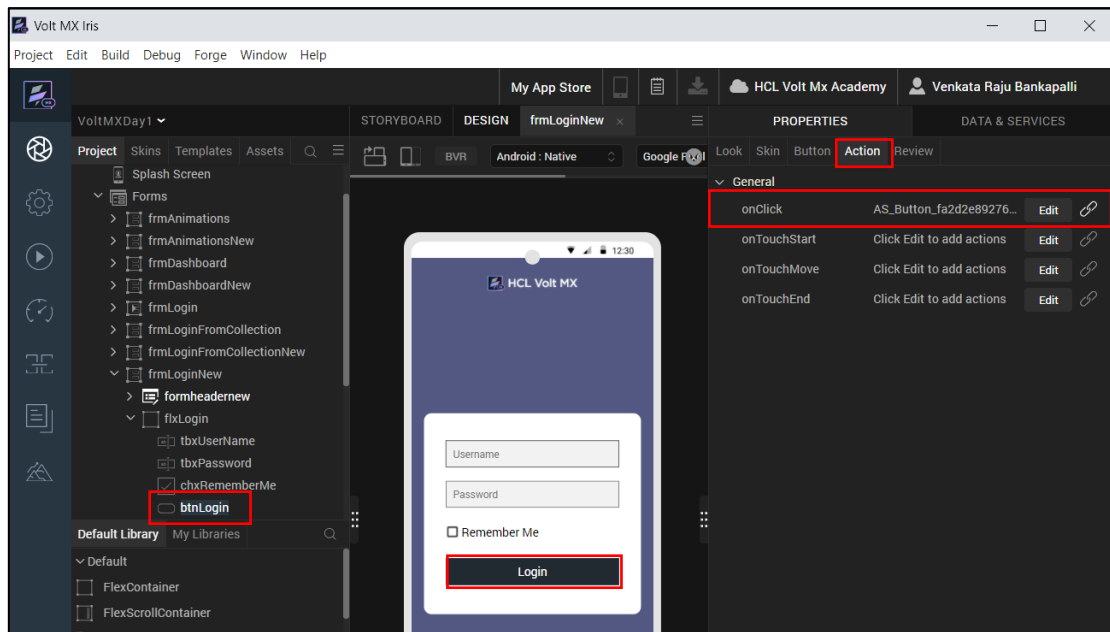 Volt MX Iris
Project Edit Build Debug Forge Window Help
My App Store HCL Volt Mx Academy Venkata Raju Bankapalli
VoltMXDay1 STORYBOARD DESIGN frmLoginNew × PROPERTIES DATA & SERVICES
Project Skins Templates Assets BVR Android : Native Google Look Skin Button Action Review
Splash Screen
Forms
frmAnimations
frmAnimationsNew
frmDashboard
frmDashboardNew
frmLogin
frmLoginFromCollection
frmLoginFromCollectionNew
frmLoginNew
formheadernew
flxLogin
tbxUserName
tbxPassword
chxRememberMe
btnLogin
Default Library My Libraries
Default
FlexContainer
FlexScrollContainer
12:30
HCL Volt MX
Username
Password
Remember Me
Login
General
onClick AS_Button_fa2d2e89276... Edit
onTouchStart Click Edit to add actions Edit
onTouchMove Click Edit to add actions Edit
onTouchEnd Click Edit to add actions Edit